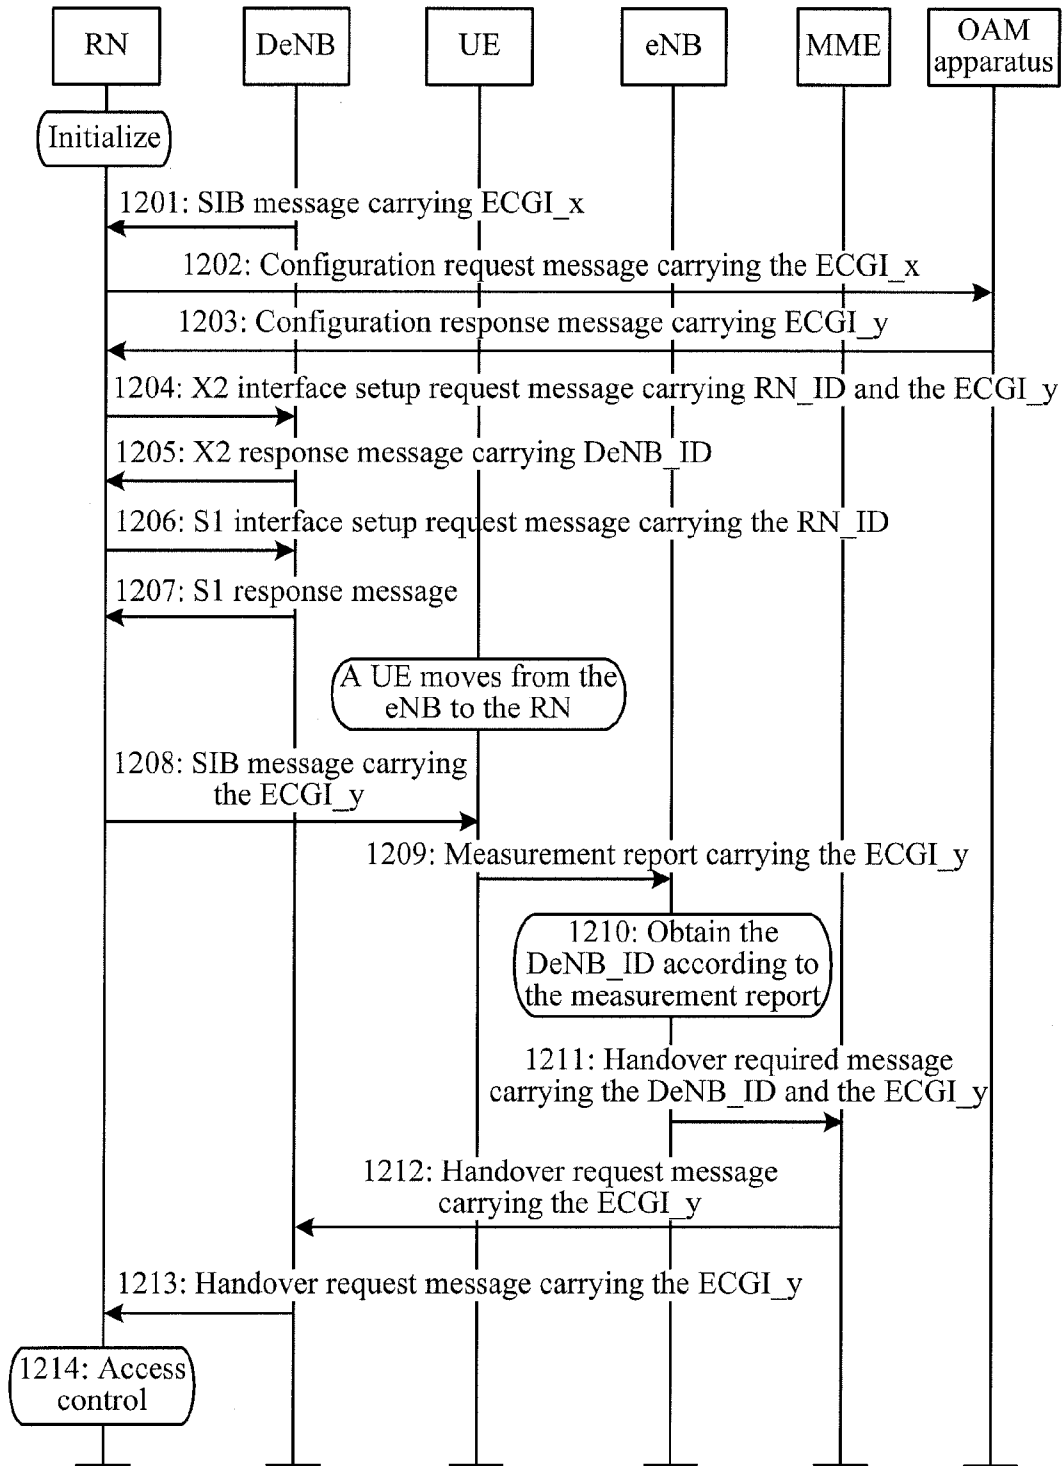 RN
DeNB
UE
eNB
MME
OAM
apparatus
Initialize
1201: SIB message carrying ECGI_x
1202: Configuration request message carrying the ECGI_x
1203: Configuration response message carrying ECGI_y
1204: X2 interface setup request message carrying RN_ID and the ECGI_y
1205: X2 response message carrying DeNB_ID
1206: S1 interface setup request message carrying the RN_ID
1207: S1 response message
A UE moves from the
eNB to the RN
1208: SIB message carrying
the ECGI_y
1209: Measurement report carrying the ECGI_y
1210: Obtain the
DeNB_ID according to
the measurement report
1211: Handover required message
carrying the DeNB_ID and the ECGI_y
1212: Handover request message
carrying the ECGI_y
1213: Handover request message carrying the ECGI_y
1214: Access
control